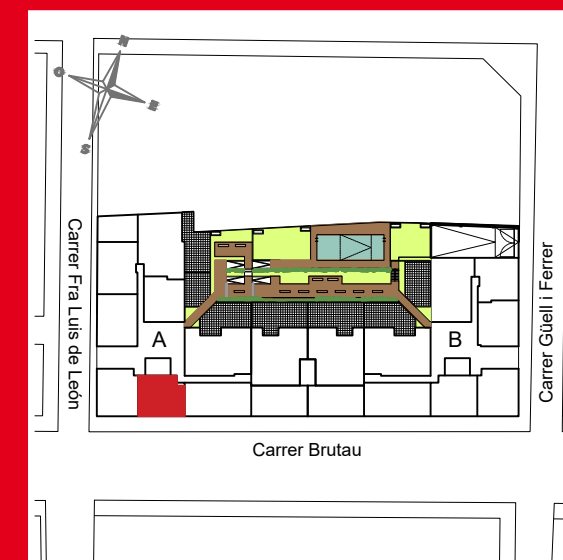 N
O
E
S
Carrer Fra Luis de León
A
B
Carrer Güell i Ferrer
Carrer Brutau